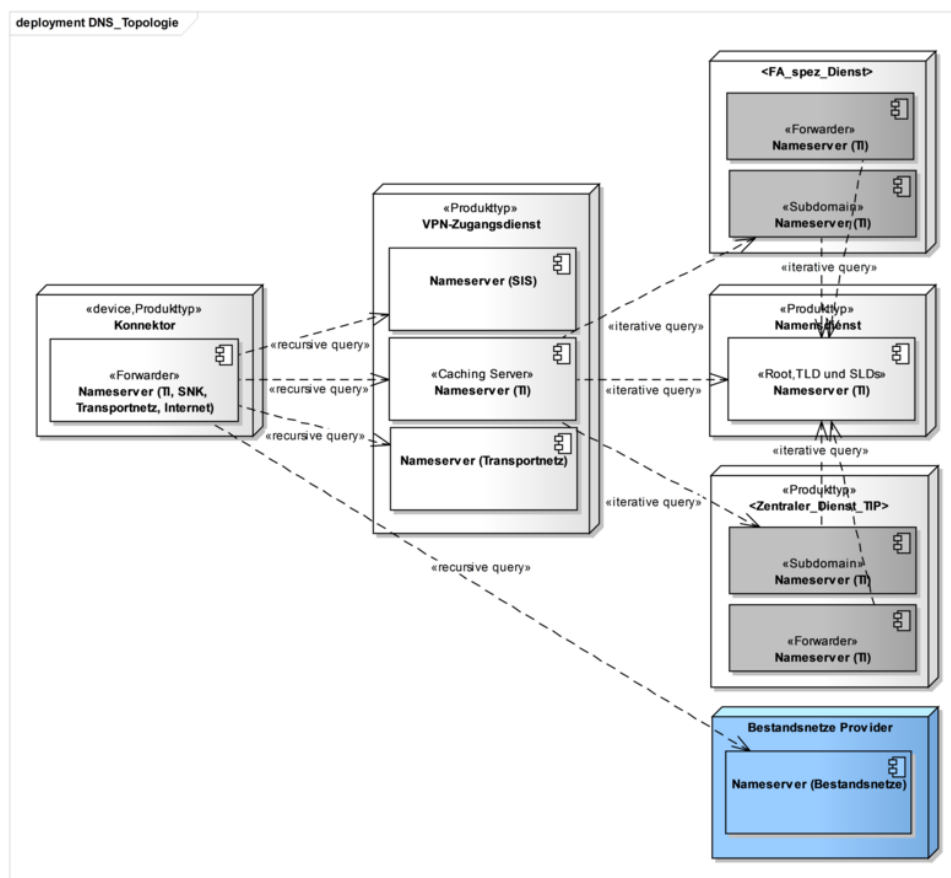 deployment DNS_Topologie
<FA_spez_Dienst>
«Forwarder»
Nameserver (TI)
«Subdomain»
Nameserver (TI)
«iterative query»
«Produkttyp»
VPN-Zugangsdienst
Nameserver (SIS)
«Caching Server»
Nameserver (TI)
Nameserver (Transportnetz)
«device,Produkttyp»
Konnektor
«Forwarder»
Nameserver (TI, SNK,
Transportnetz, Internet)
«recursive query»
«recursive query»
«recursive query»
«recursive query»
«iterative query»
«iterative query»
«iterative query»
«Produkttyp»
Namensdienst
«Root,TLD und SLDs»
Nameserver (TI)
«iterative query»
«Produkttyp»
<Zentraler_Dienst_TIP>
«Subdomain»
Nameserver (TI)
«Forwarder»
Nameserver (TI)
Bestandsnetze Provider
Nameserver (Bestandsnetze)